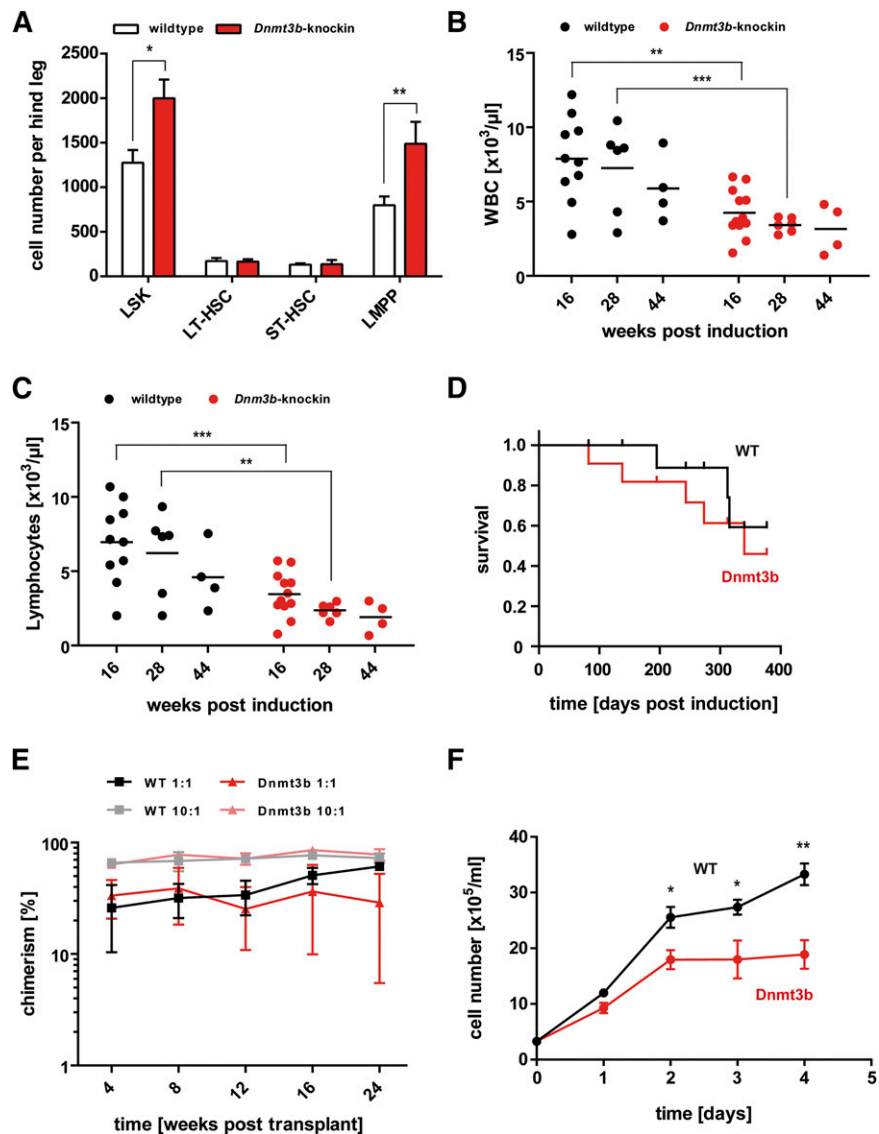 A
wildtype Dnmt3b-knockin
cell number per hind leg
2500
2000
1500
1000
500
0
* **
LSK LT-HSC ST-HSC LMPP
B
wildtype Dnmt3b-knockin
WBC [x10³/µl]
15
10
5
0
**
***
16 28 44 16 28 44
weeks post induction
C
wildtype Dnm3b-knockin
Lymphocytes [x10³/µl]
15
10
5
0
***
**
16 28 44 16 28 44
weeks post induction
D
survival
1.0
0.8
0.6
0.4
0.2
0
WT
Dnmt3b
0 100 200 300 400
time [days post induction]
E
WT 1:1 Dnmt3b 1:1
WT 10:1 Dnmt3b 10:1
chimerism [%]
100
10
1
4 8 12 16 24
time [weeks post transplant]
F
cell number [x10⁵/ml]
40
30
20
10
0
WT
* * **
Dnmt3b
0 1 2 3 4 5
time [days]